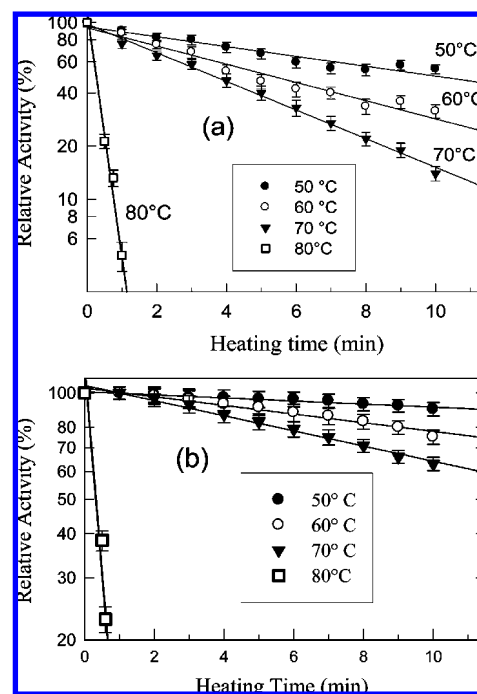 100
80
60
40
20
10
8
6
Relative Activity (%)
50°C
60°C
70°C
80°C
(a)
50 °C
60 °C
70 °C
80°C
0 2 4 6 8 10
Heating time (min)
100
90
80
70
60
50
40
30
20
Relative Activity (%)
(b)
50° C
60° C
70° C
80°C
0 2 4 6 8 10
Heating Time (min)